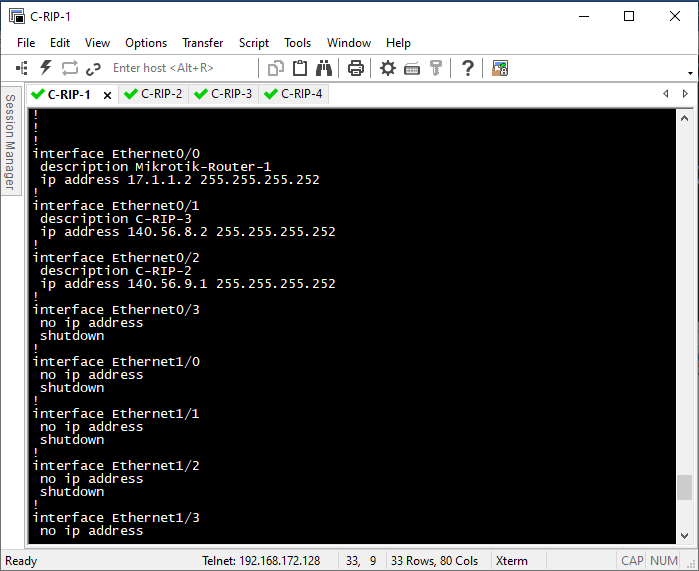 C-RIP-1
File Edit View Options Transfer Script Tools Window Help
Enter host <Alt+R>
Session Manager
C-RIP-1 C-RIP-2 C-RIP-3 C-RIP-4
!
!
!
interface Ethernet0/0
 description Mikrotik-Router-1
 ip address 17.1.1.2 255.255.255.252
!
interface Ethernet0/1
 description C-RIP-3
 ip address 140.56.8.2 255.255.255.252
!
interface Ethernet0/2
 description C-RIP-2
 ip address 140.56.9.1 255.255.255.252
!
interface Ethernet0/3
 no ip address
 shutdown
!
interface Ethernet1/0
 no ip address
 shutdown
!
interface Ethernet1/1
 no ip address
 shutdown
!
interface Ethernet1/2
 no ip address
 shutdown
!
interface Ethernet1/3
 no ip address
Ready Telnet: 192.168.172.128 33, 9 33 Rows, 80 Cols Xterm CAP NUM